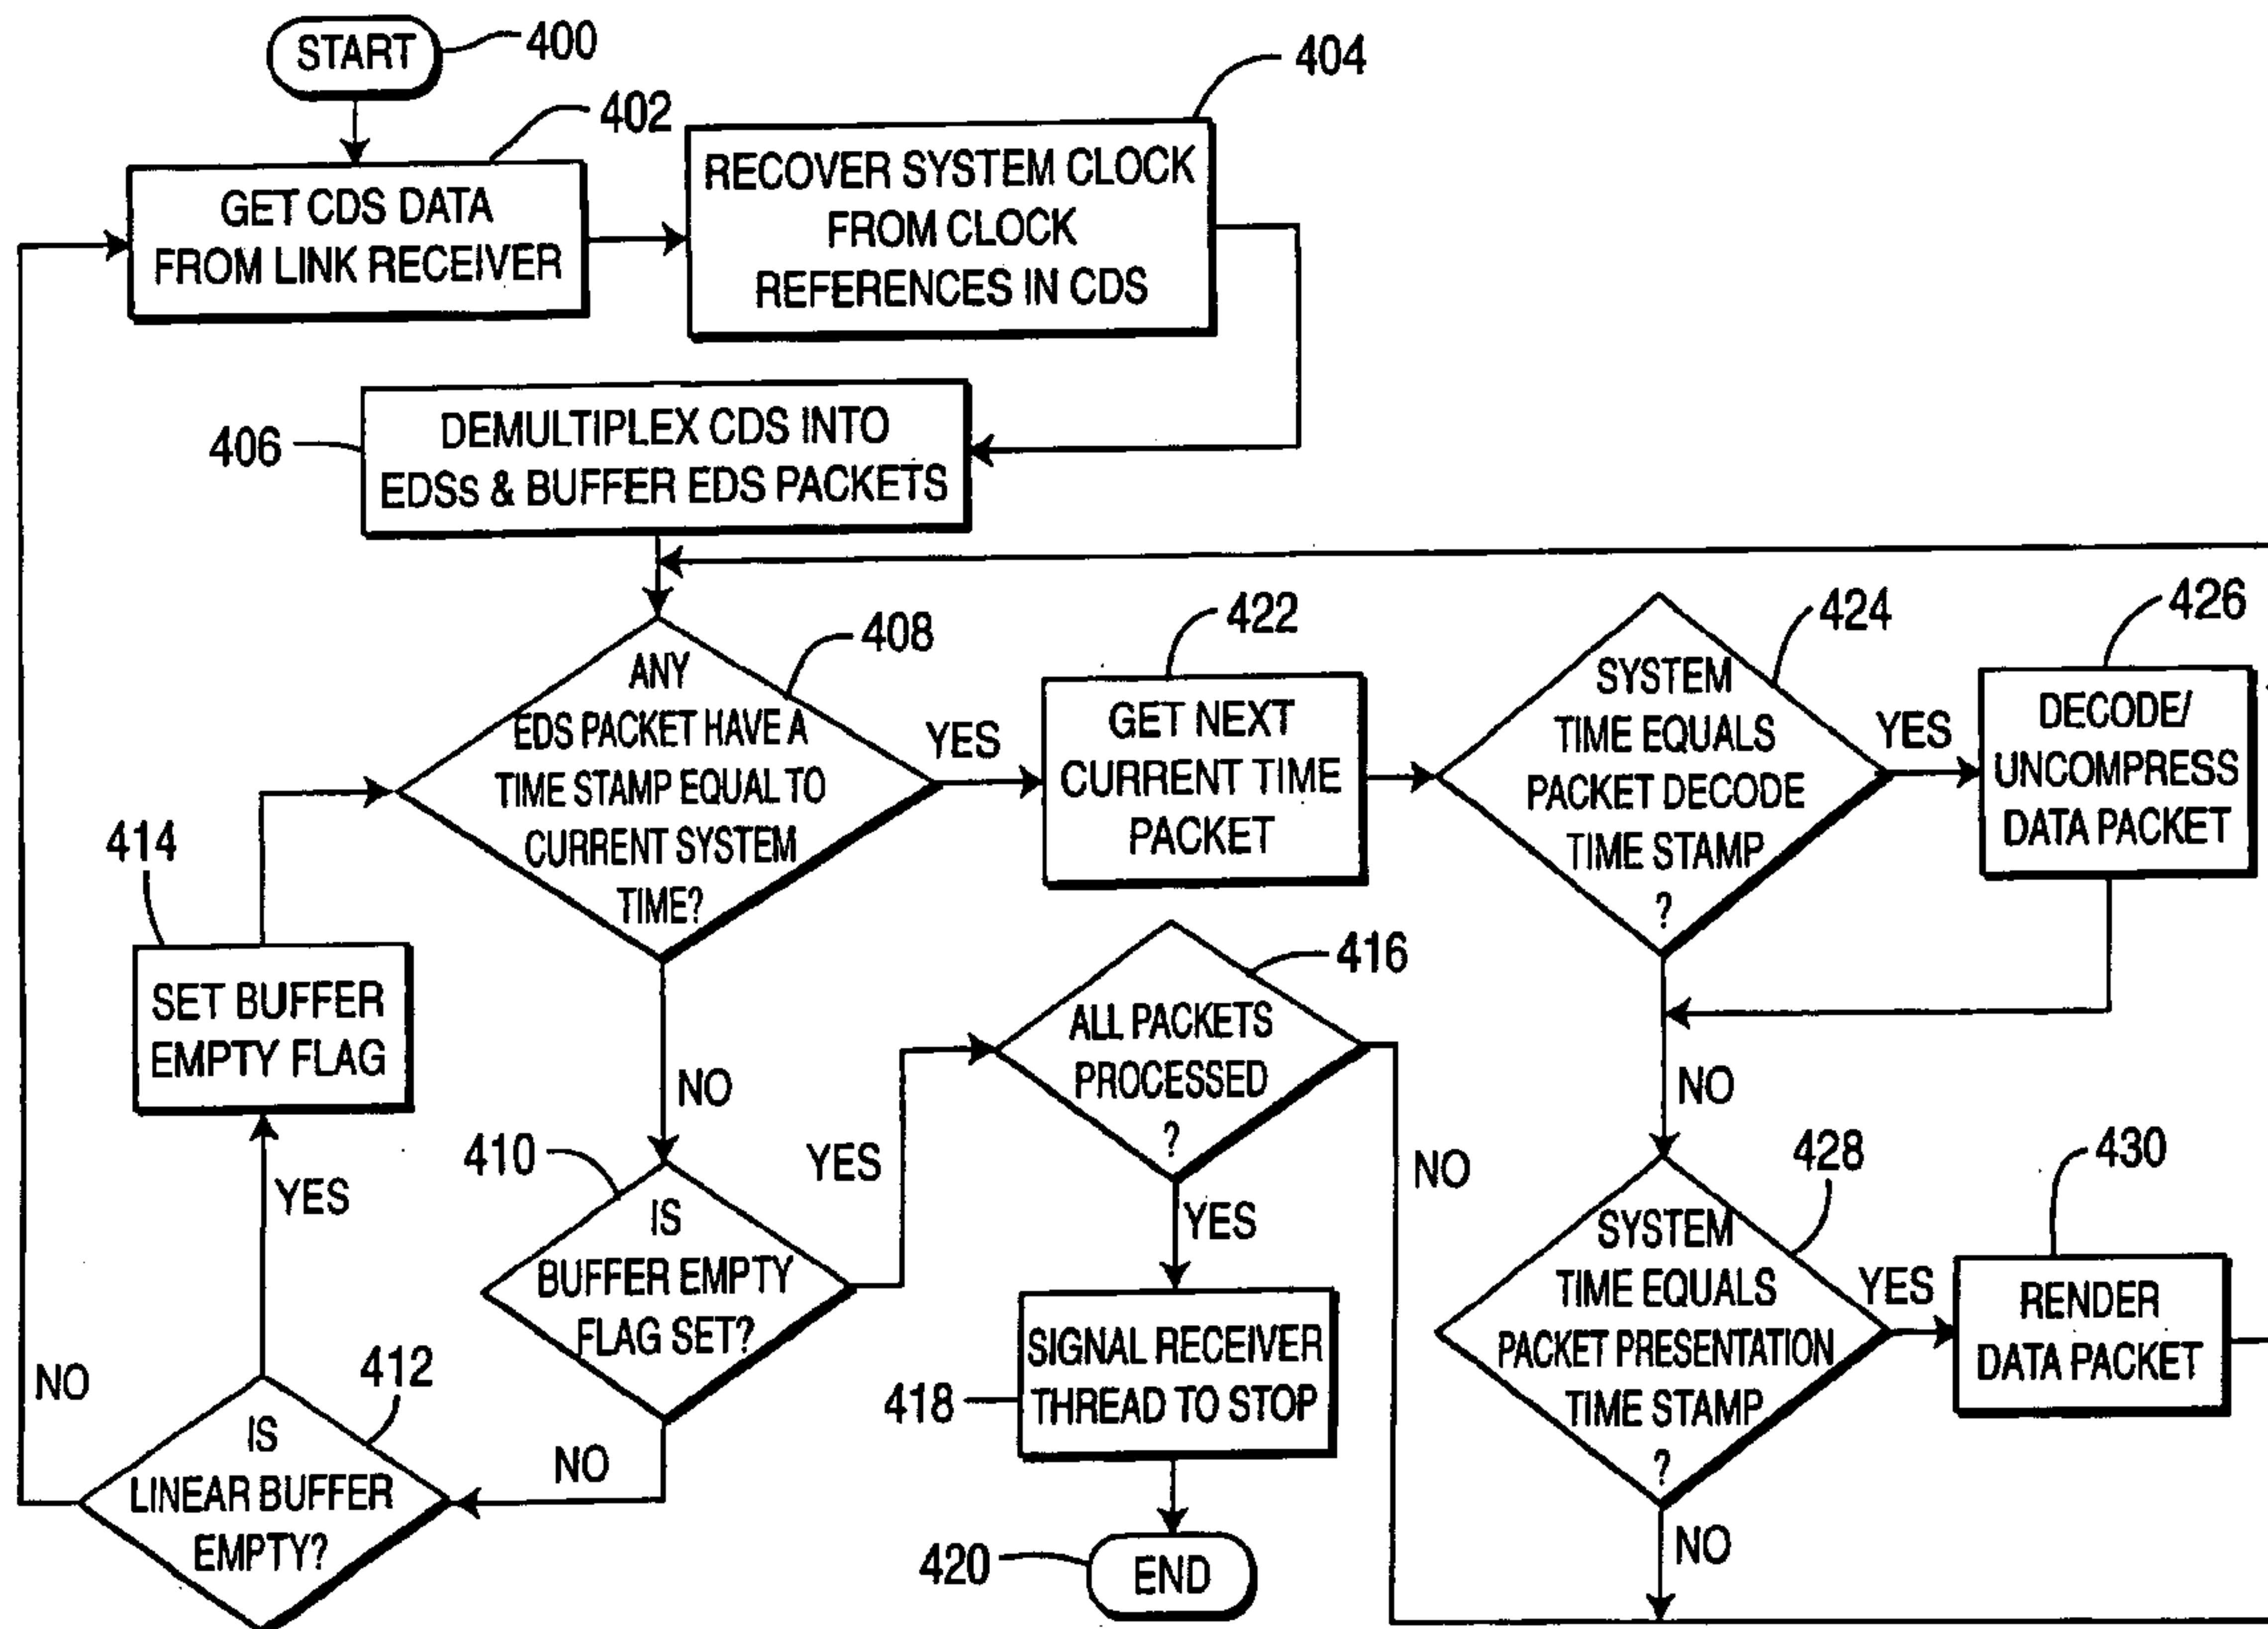 START
400
402
GET CDS DATA
FROM LINK RECEIVER
404
RECOVER SYSTEM CLOCK
FROM CLOCK
REFERENCES IN CDS
406
DEMULTIPLEX CDS INTO
EDSs & BUFFER EDS PACKETS
408
ANY
EDS PACKET HAVE A
TIME STAMP EQUAL TO
CURRENT SYSTEM
TIME?
YES
422
GET NEXT
CURRENT TIME
PACKET
424
SYSTEM
TIME EQUALS
PACKET DECODE
TIME STAMP
?
YES
426
DECODE/
UNCOMPRESS
DATA PACKET
414
SET BUFFER
EMPTY FLAG
NO
416
ALL PACKETS
PROCESSED
?
NO
YES
410
IS
BUFFER EMPTY
FLAG SET?
YES
NO
YES
NO
412
IS
LINEAR BUFFER
EMPTY?
NO
418
SIGNAL RECEIVER
THREAD TO STOP
420
END
428
SYSTEM
TIME EQUALS
PACKET PRESENTATION
TIME STAMP
?
YES
430
RENDER
DATA PACKET
NO